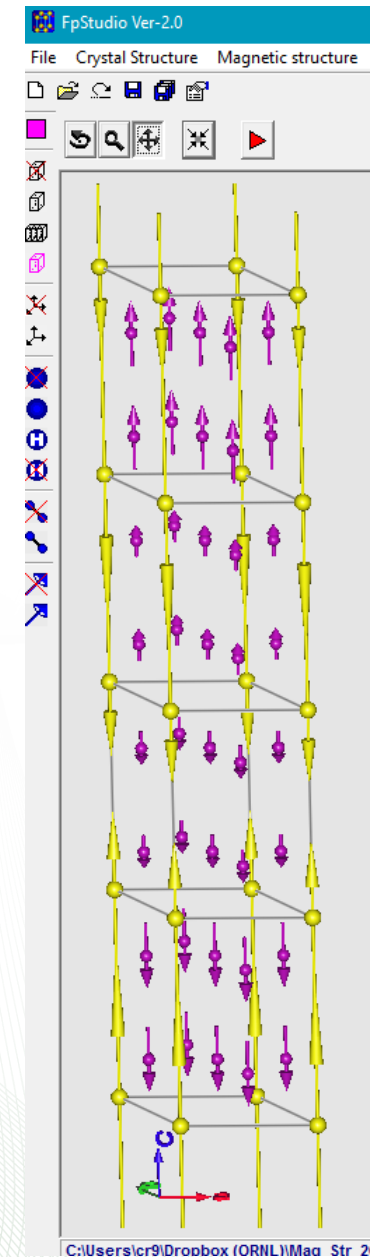 FpStudio Ver-2.0
File Crystal Structure Magnetic structure
H
C
C:\Users\cr9\Dropbox (ORNL)\Mag_Str_2